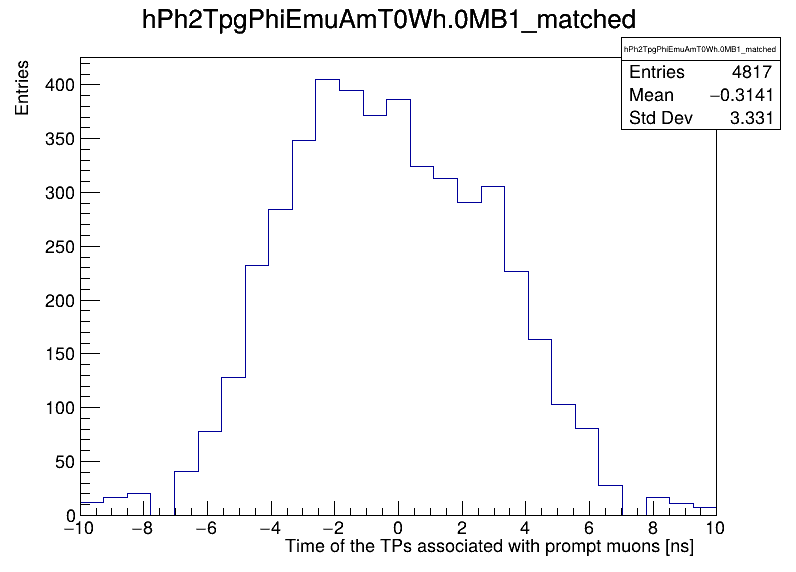 hPh2TpgPhiEmuAmT0Wh.0MB1_matched
hPh2TpgPhiEmuAmT0Wh.0MB1_matched
Entries 4817
Mean −0.3141
Std Dev 3.331
Entries
400
350
300
250
200
150
100
50
0
−10 −8 −6 −4 −2 0 2 4 6 8 10
Time of the TPs associated with prompt muons [ns]